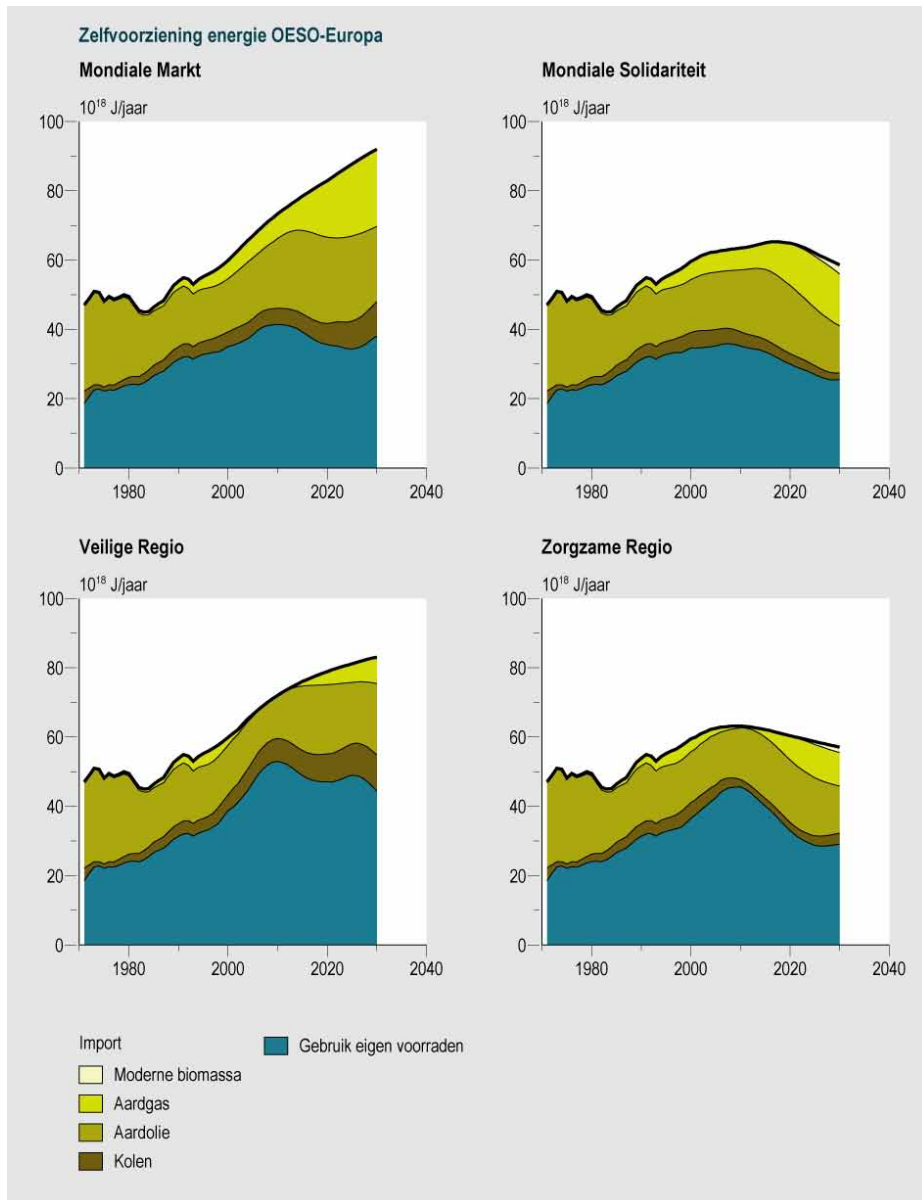 Zelfvoorziening energie OESO-Europa
Mondiale Markt
10¹⁸ J/jaar
100
80
60
40
20
0
1980 2000 2020 2040
Mondiale Solidariteit
10¹⁸ J/jaar
100
80
60
40
20
0
1980 2000 2020 2040
Veilige Regio
10¹⁸ J/jaar
100
80
60
40
20
0
1980 2000 2020 2040
Zorgzame Regio
10¹⁸ J/jaar
100
80
60
40
20
0
1980 2000 2020 2040
Import
Moderne biomassa
Aardgas
Aardolie
Kolen
Gebruik eigen voorraden